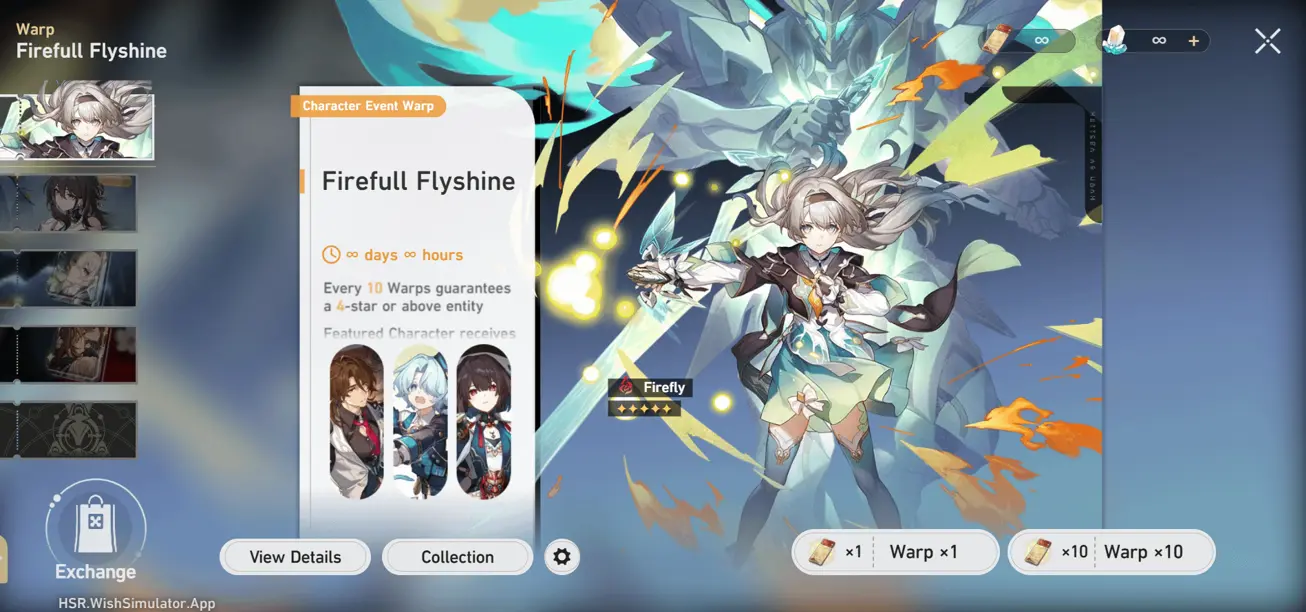 Warp
Firefull Flyshine
Character Event Warp
Firefull Flyshine
∞ days ∞ hours
Every 10 Warps guarantees
a 4-star or above entity
Featured Character receives
Firefly
∞
∞ +
Exchange
View Details
Collection
×1 Warp ×1
×10 Warp ×10
HSR.WishSimulator.App